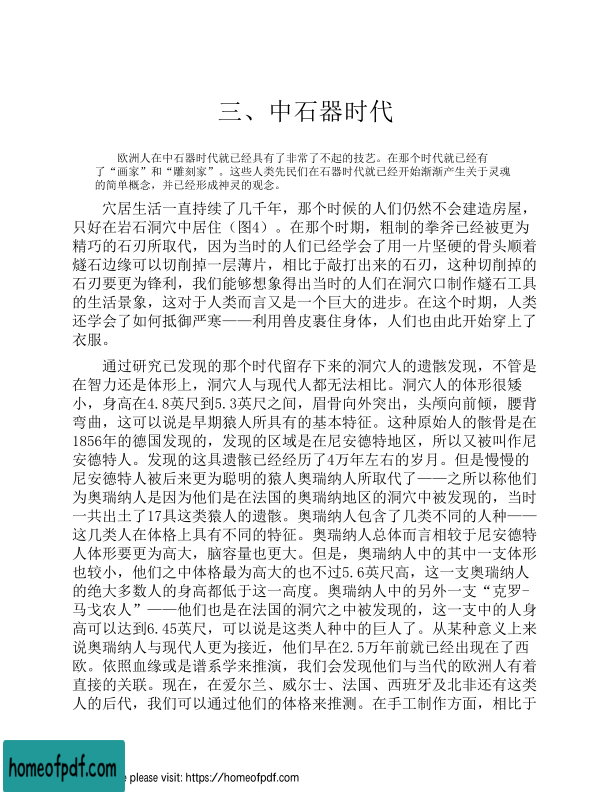 三、中石器时代
欧洲人在中石器时代就已经具有了非常了不起的技艺。在那个时代就已经有
了“画家”和“雕刻家”。这些人类先民们在石器时代就已经开始渐渐产生关于灵魂
的简单概念，并已经形成神灵的观念。
穴居生活一直持续了几千年，那个时候的人们仍然不会建造房屋，
只好在岩石洞穴中居住（图4）。在那个时期，粗制的拳斧已经被更为
精巧的石刃所取代，因为当时的人们已经学会了用一片坚硬的骨头顺着
燧石边缘可以切削掉一层薄片，相比于敲打出来的石刃，这种切削掉的
石刃要更为锋利，我们能够想象得出当时的人们在洞穴口制作燧石工具
的生活景象，这对于人类而言又是一个巨大的进步。在这个时期，人类
还学会了如何抵御严寒——利用兽皮裹住身体，人们也由此开始穿上了
衣服。
通过研究已发现的那个时代留存下来的洞穴人的遗骸发现，不管是
在智力还是体形上，洞穴人与现代人都无法相比。洞穴人的体形很矮
小，身高在4.8英尺到5.3英尺之间，眉骨向外突出，头颅向前倾，腰背
弯曲，这可以说是早期猿人所具有的基本特征。这种原始人的骸骨是在
1856年的德国发现的，发现的区域是在尼安德特地区，所以又被叫作尼
安德特人。发现的这具遗骸已经经历了4万年左右的岁月。但是慢慢的
尼安德特人被后来更为聪明的猿人奥瑞纳人所取代了——之所以称他们
为奥瑞纳人是因为他们是在法国的奥瑞纳地区的洞穴中被发现的，当时
一共出土了17具这类猿人的遗骸。奥瑞纳人包含了几类不同的人种——
这几类人在体格上具有不同的特征。奥瑞纳人总体而言相较于尼安德特
人体形要更为高大，脑容量也更大。但是，奥瑞纳人中的其中一支体形
也较小，他们之中体格最为高大的也不过5.6英尺高，这一支奥瑞纳人
的绝大多数人的身高都低于这一高度。奥瑞纳人中的另外一支“克罗-
马戈农人”——他们也是在法国的洞穴之中被发现的，这一支中的人身
高可以达到6.45英尺，可以说是这类人种中的巨人了。从某种意义上来
说奥瑞纳人与现代人更为接近，他们早在2.5万年前就已经出现在了西
欧。依照血缘或是谱系学来推演，我们会发现他们与当代的欧洲人有着
直接的关联。现在，在爱尔兰、威尔士、法国、西班牙及北非还有这类
人的后代，我们可以通过他们的体格来推测。在手工制作方面，相比于
homeofpdf.com
e please visit: https://homeofpdf.com